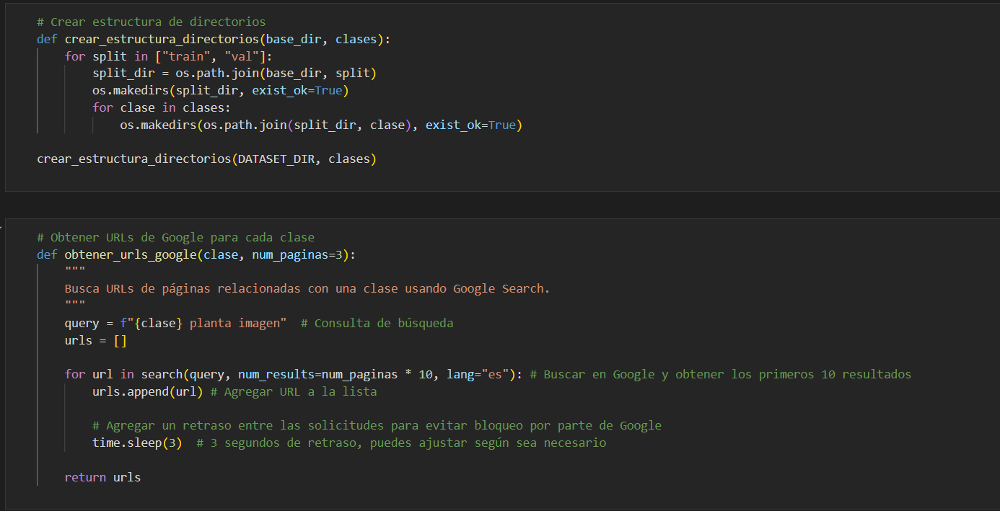 # Crear estructura de directorios
def crear_estructura_directorios(base_dir, clases):
    for split in ["train", "val"]:
        split_dir = os.path.join(base_dir, split)
        os.makedirs(split_dir, exist_ok=True)
        for clase in clases:
            os.makedirs(os.path.join(split_dir, clase), exist_ok=True)

crear_estructura_directorios(DATASET_DIR, clases)

# Obtener URLs de Google para cada clase
def obtener_urls_google(clase, num_paginas=3):
    """
    Busca URLs de páginas relacionadas con una clase usando Google Search.
    """
    query = f"{clase} planta imagen"  # Consulta de búsqueda
    urls = []

    for url in search(query, num_results=num_paginas * 10, lang="es"): # Buscar en Google y obtener los primeros 10 resultados
        urls.append(url) # Agregar URL a la lista

        # Agregar un retraso entre las solicitudes para evitar bloqueo por parte de Google
        time.sleep(3)  # 3 segundos de retraso, puedes ajustar según sea necesario

    return urls